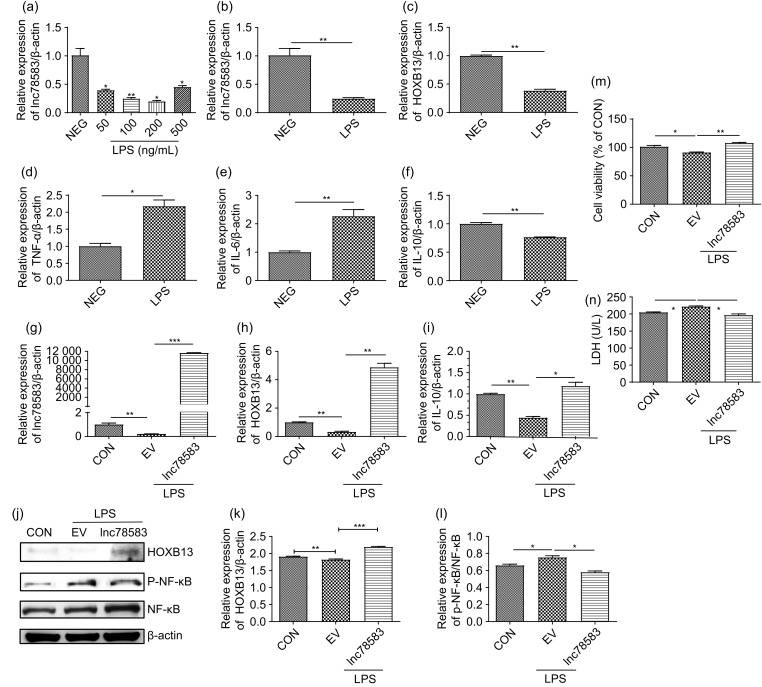 (a)
Relative expression
of lnc78583/β-actin
1.5
1.0
0.5
0.0
*
**
*
*
NEG
50
100
200
500
LPS (ng/mL)
(b)
Relative expression
of lnc78583/β-actin
1.5
1.0
0.5
0.0
**
NEG
LPS
(c)
Relative expression
of HOXB13/β-actin
1.5
1.0
0.5
0.0
**
NEG
LPS
(d)
Relative expression
of TNF-α/β-actin
2.5
2.0
1.5
1.0
0.5
0.0
*
NEG
LPS
(e)
Relative expression
of IL-6/β-actin
3
2
1
0
**
NEG
LPS
(f)
Relative expression
of IL-10/β-actin
2.0
1.5
1.0
0.5
0.0
**
NEG
LPS
(g)
Relative expression
of lnc78583/β-actin
12 000
10 000
8000
6000
4000
2000
2
0
***
**
CON
EV
lnc78583
LPS
(h)
Relative expression
of HOXB13/β-actin
6
4
2
0
**
**
CON
EV
lnc78583
LPS
(i)
Relative expression
of IL-10/β-actin
2.0
1.5
1.0
0.5
0.0
**
*
CON
EV
lnc78583
LPS
(j)
LPS
CON EV lnc78583
HOXB13
P-NF-κB
NF-κB
β-actin
(k)
Relative expression
of HOXB13/β-actin
2.5
2.0
1.5
1.0
0.5
0.0
**
***
CON
EV
lnc78583
LPS
(l)
Relative expression
of p-NF-κB/NF-κB
1.0
0.8
0.6
0.4
0.2
0.0
*
*
CON
EV
lnc78583
LPS
(m)
Cell viability (% of CON)
150
100
50
0
*
**
CON
EV
lnc78583
LPS
(n)
LDH (U/L)
250
200
150
100
50
0
*
*
CON
EV
lnc78583
LPS